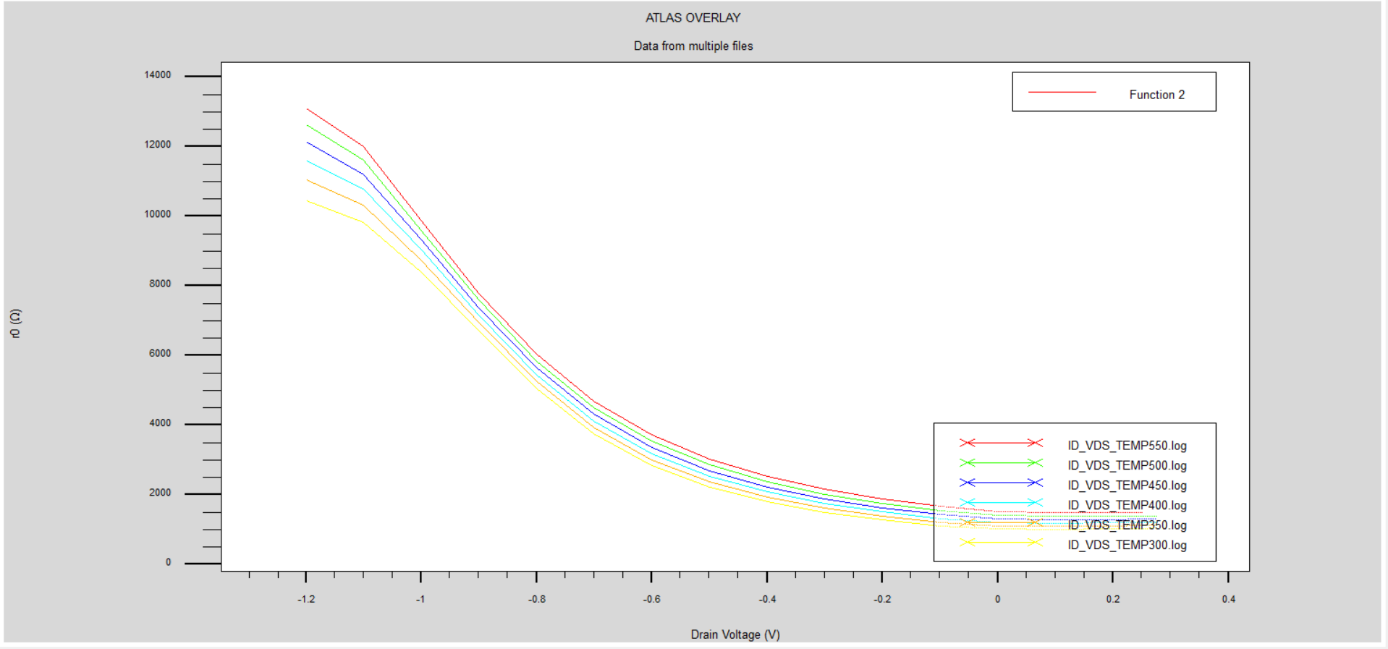 ATLAS OVERLAY
Data from multiple files
Function 2
14000
12000
10000
8000
6000
4000
2000
0
r0 (Ω)
ID_VDS_TEMP550.log
ID_VDS_TEMP500.log
ID_VDS_TEMP450.log
ID_VDS_TEMP400.log
ID_VDS_TEMP350.log
ID_VDS_TEMP300.log
-1.2 -1 -0.8 -0.6 -0.4 -0.2 0 0.2 0.4
Drain Voltage (V)